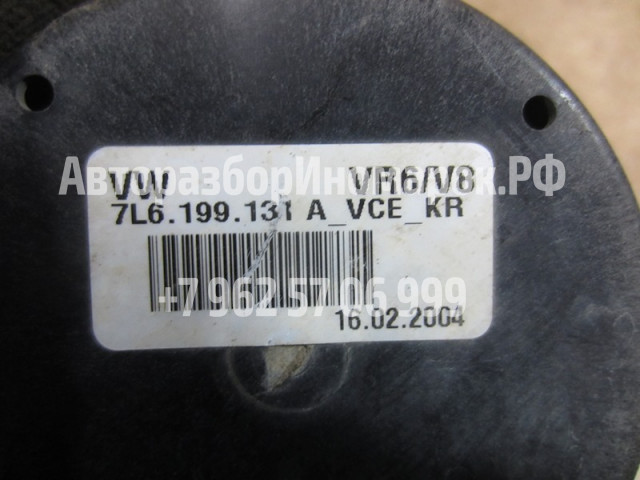 VW VR6/V8
АвторазборИномарок.РФ
7L6.199.131 A_VCE_KR
+7 962 57 06 999
16.02.2004